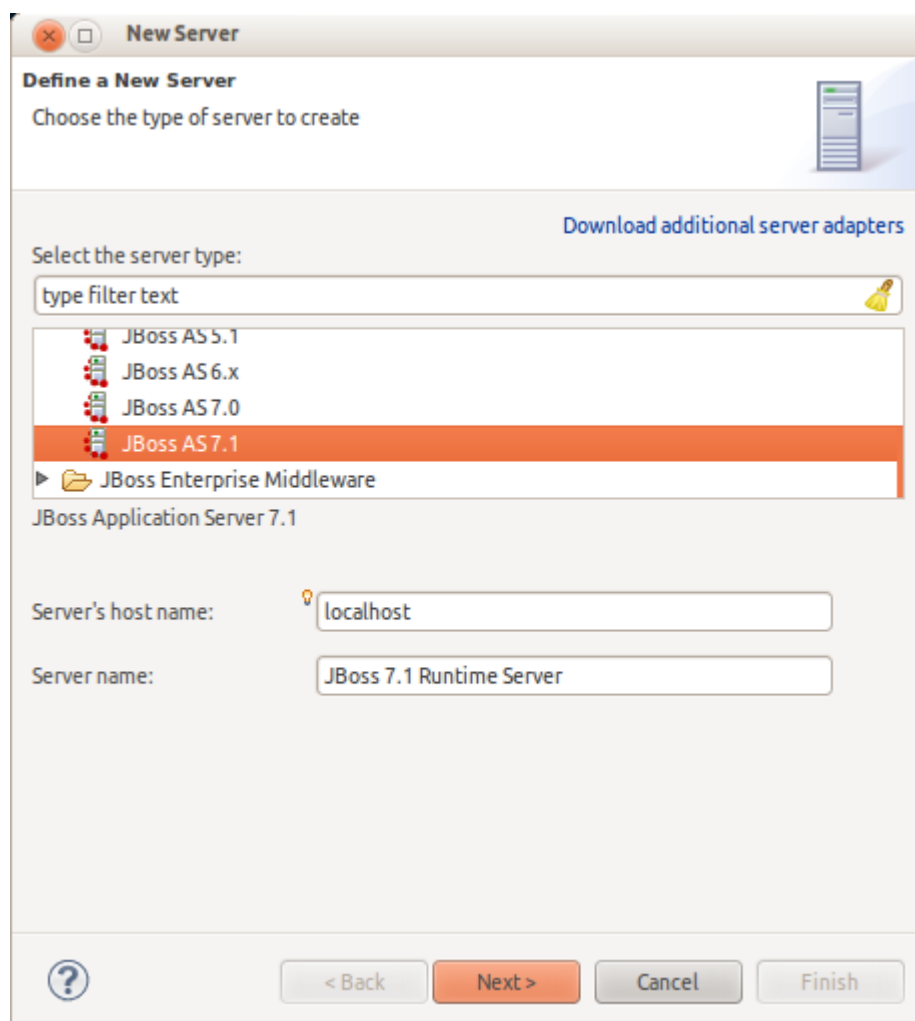 New Server
Define a New Server
Choose the type of server to create
Download additional server adapters
Select the server type:
type filter text
JBoss AS 5.1
JBoss AS 6.x
JBoss AS 7.0
JBoss AS 7.1
JBoss Enterprise Middleware
JBoss Application Server 7.1
Server's host name: localhost
Server name: JBoss 7.1 Runtime Server
? < Back Next > Cancel Finish